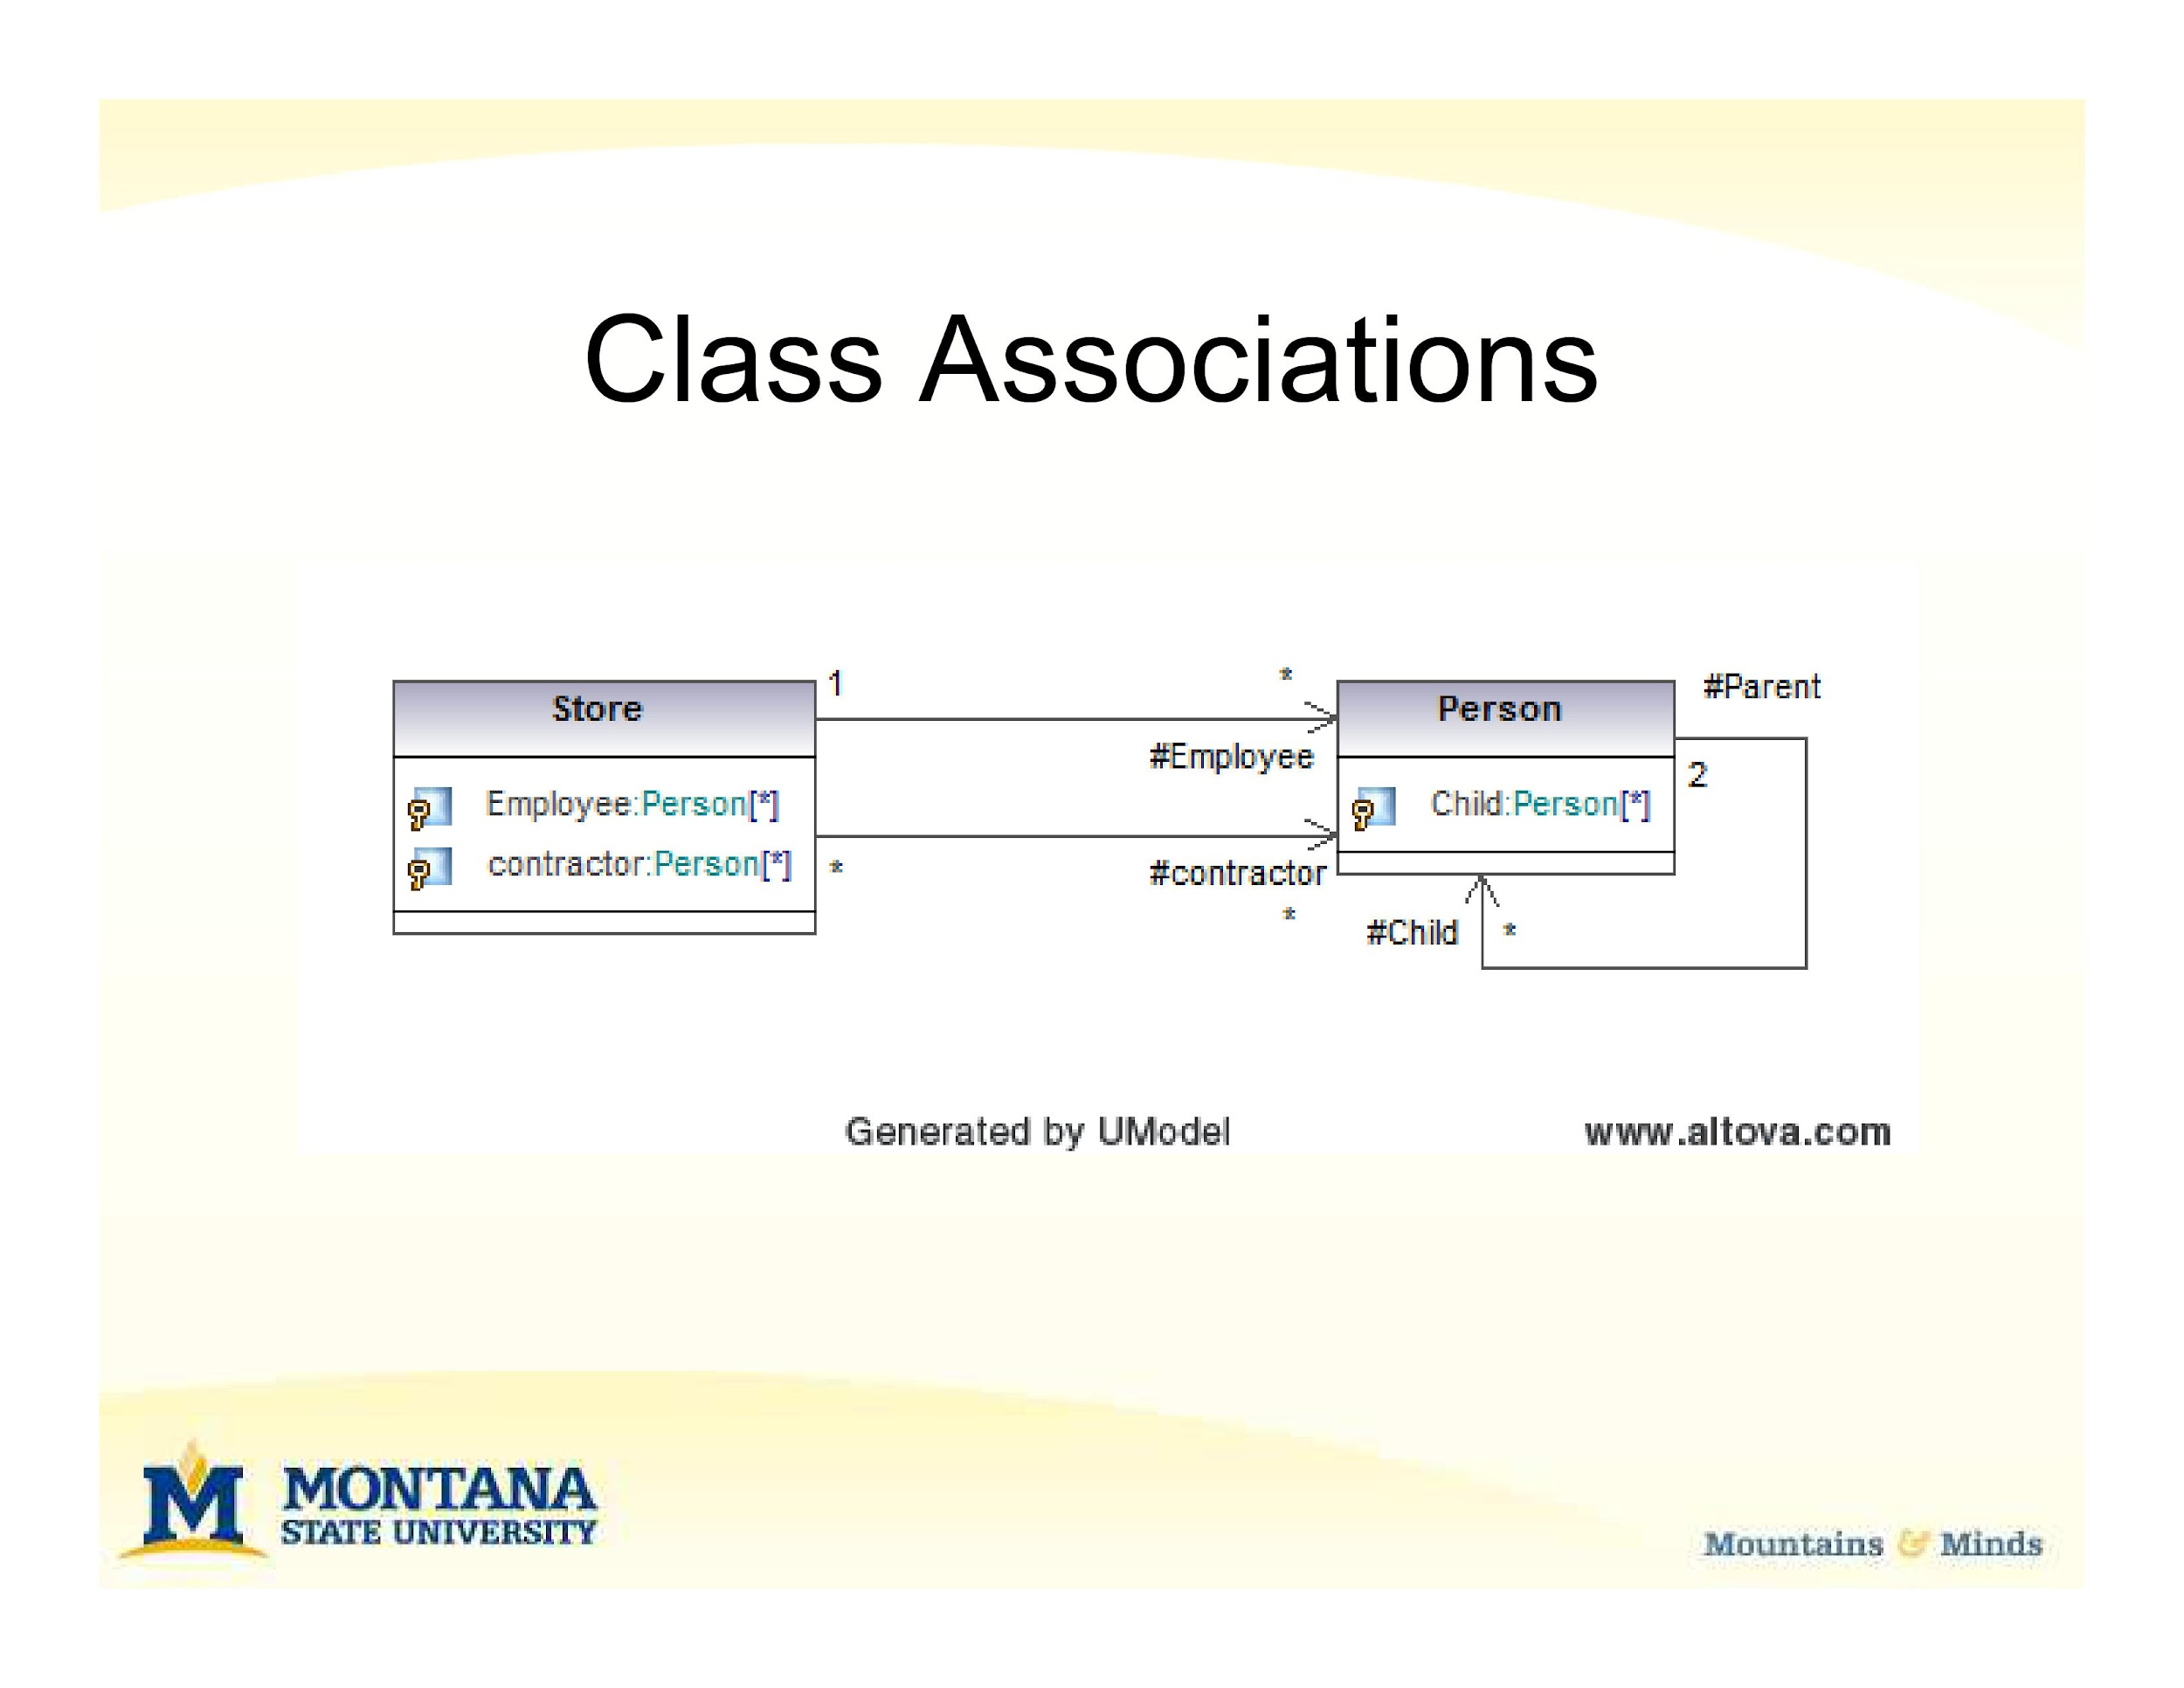 Class Associations
1
*
#Parent
Store
Person
#Employee
2
Employee:Person[*]
Child:Person[*]
contractor:Person[*]
*
#contractor
*
#Child
*
Generated by UModel
www.altova.com
M MONTANA
STATE UNIVERSITY
Mountains & Minds